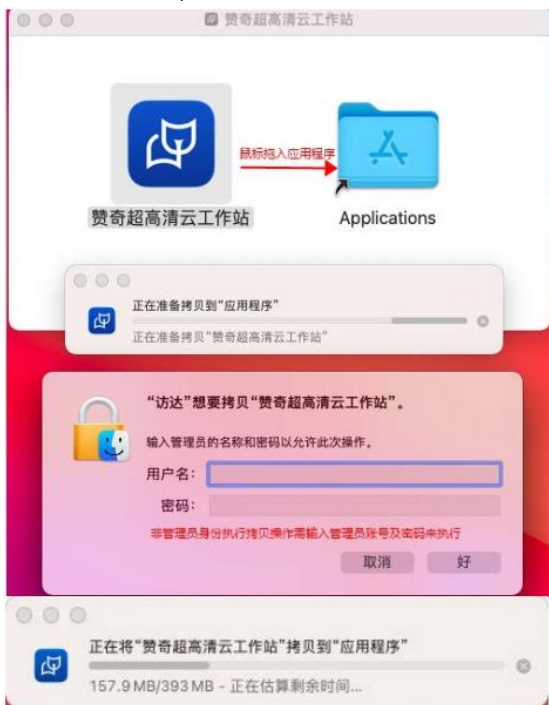 赞奇超高清云工作站
鼠标拖入应用程序
赞奇超高清云工作站
Applications
正在准备拷贝到“应用程序”
正在准备拷贝“赞奇超高清云工作站”
“访达”想要拷贝“赞奇超高清云工作站”。
输入管理员的名称和密码以允许此次操作。
用户名：
密码：
非管理员身份执行拷贝操作需输入管理员账号及密码来执行
取消
好
正在将“赞奇超高清云工作站”拷贝到“应用程序”
157.9 MB/393 MB - 正在估算剩余时间...